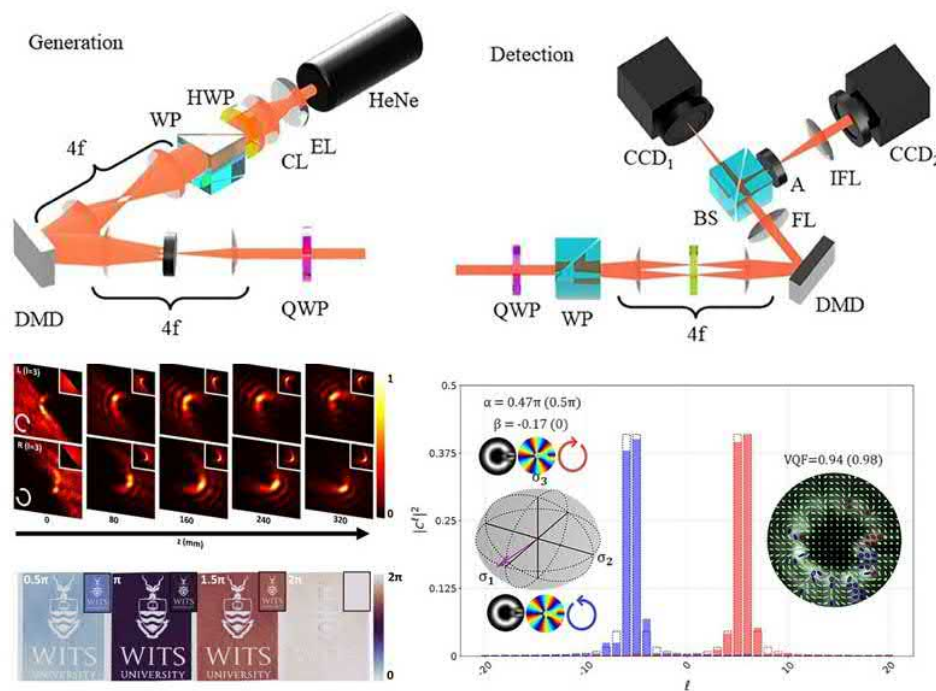 Generation
HeNe
HWP
WP
EL
CL
4f
DMD
4f
QWP
Detection
CCD₁
CCD₂
IFL
A
BS
FL
DMD
QWP
WP
4f
L (l=3)
R (l=3)
1
0
0
80
160
240
320
z (mm)
0.5π
π
1.5π
2π
WITS
UNIVERSITY
WITS
UNIVERSITY
WITS
UNIVERSITY
2π
0
0.5
0.375
0.25
0.125
0
|C^ℓ|²
α = 0.47π (0.5π)
β = -0.17 (0)
σ₃
σ₂
σ₁
VQF=0.94 (0.98)
-20
-10
0
10
20
ℓ